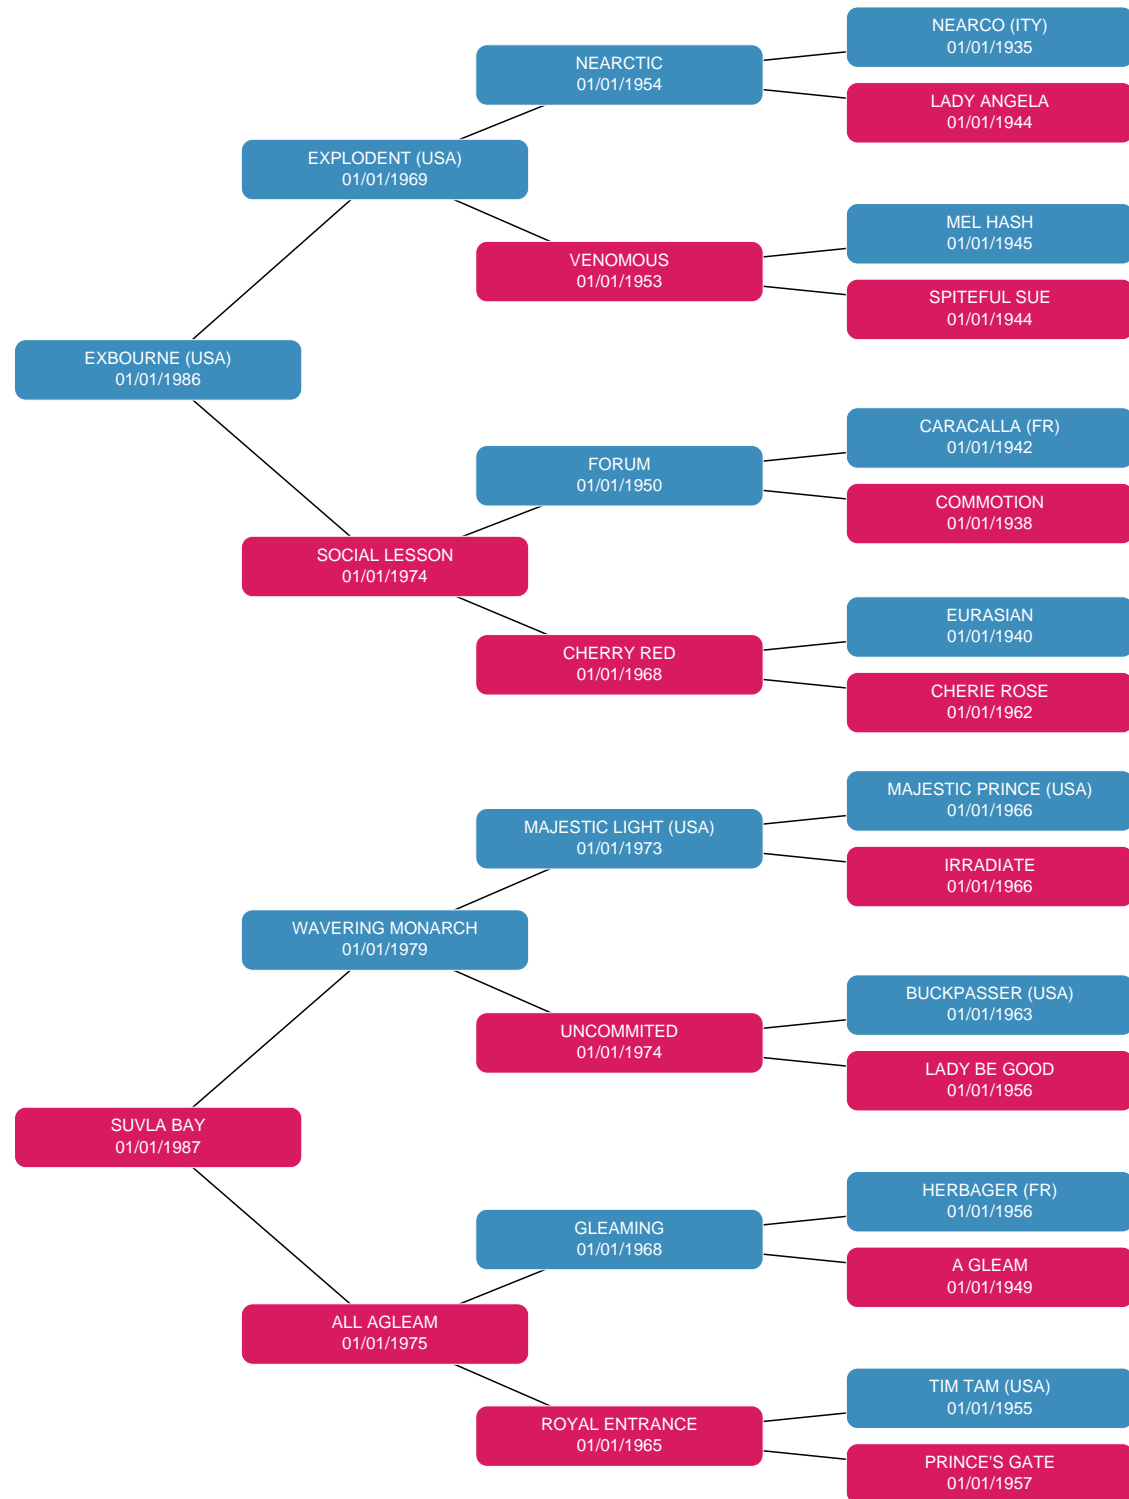 NEARCO (ITY)
01/01/1935
NEARCTIC
01/01/1954
LADY ANGELA
01/01/1944
EXPLODENT (USA)
01/01/1969
MEL HASH
01/01/1945
VENOMOUS
01/01/1953
SPITEFUL SUE
01/01/1944
EXBOURNE (USA)
01/01/1986
CARACALLA (FR)
01/01/1942
FORUM
01/01/1950
COMMOTION
01/01/1938
SOCIAL LESSON
01/01/1974
EURASIAN
01/01/1940
CHERRY RED
01/01/1968
CHERIE ROSE
01/01/1962
MAJESTIC PRINCE (USA)
01/01/1966
MAJESTIC LIGHT (USA)
01/01/1973
IRRADIATE
01/01/1966
WAVERING MONARCH
01/01/1979
BUCKPASSER (USA)
01/01/1963
UNCOMMITED
01/01/1974
LADY BE GOOD
01/01/1956
SUVLA BAY
01/01/1987
HERBAGER (FR)
01/01/1956
GLEAMING
01/01/1968
A GLEAM
01/01/1949
ALL AGLEAM
01/01/1975
TIM TAM (USA)
01/01/1955
ROYAL ENTRANCE
01/01/1965
PRINCE'S GATE
01/01/1957